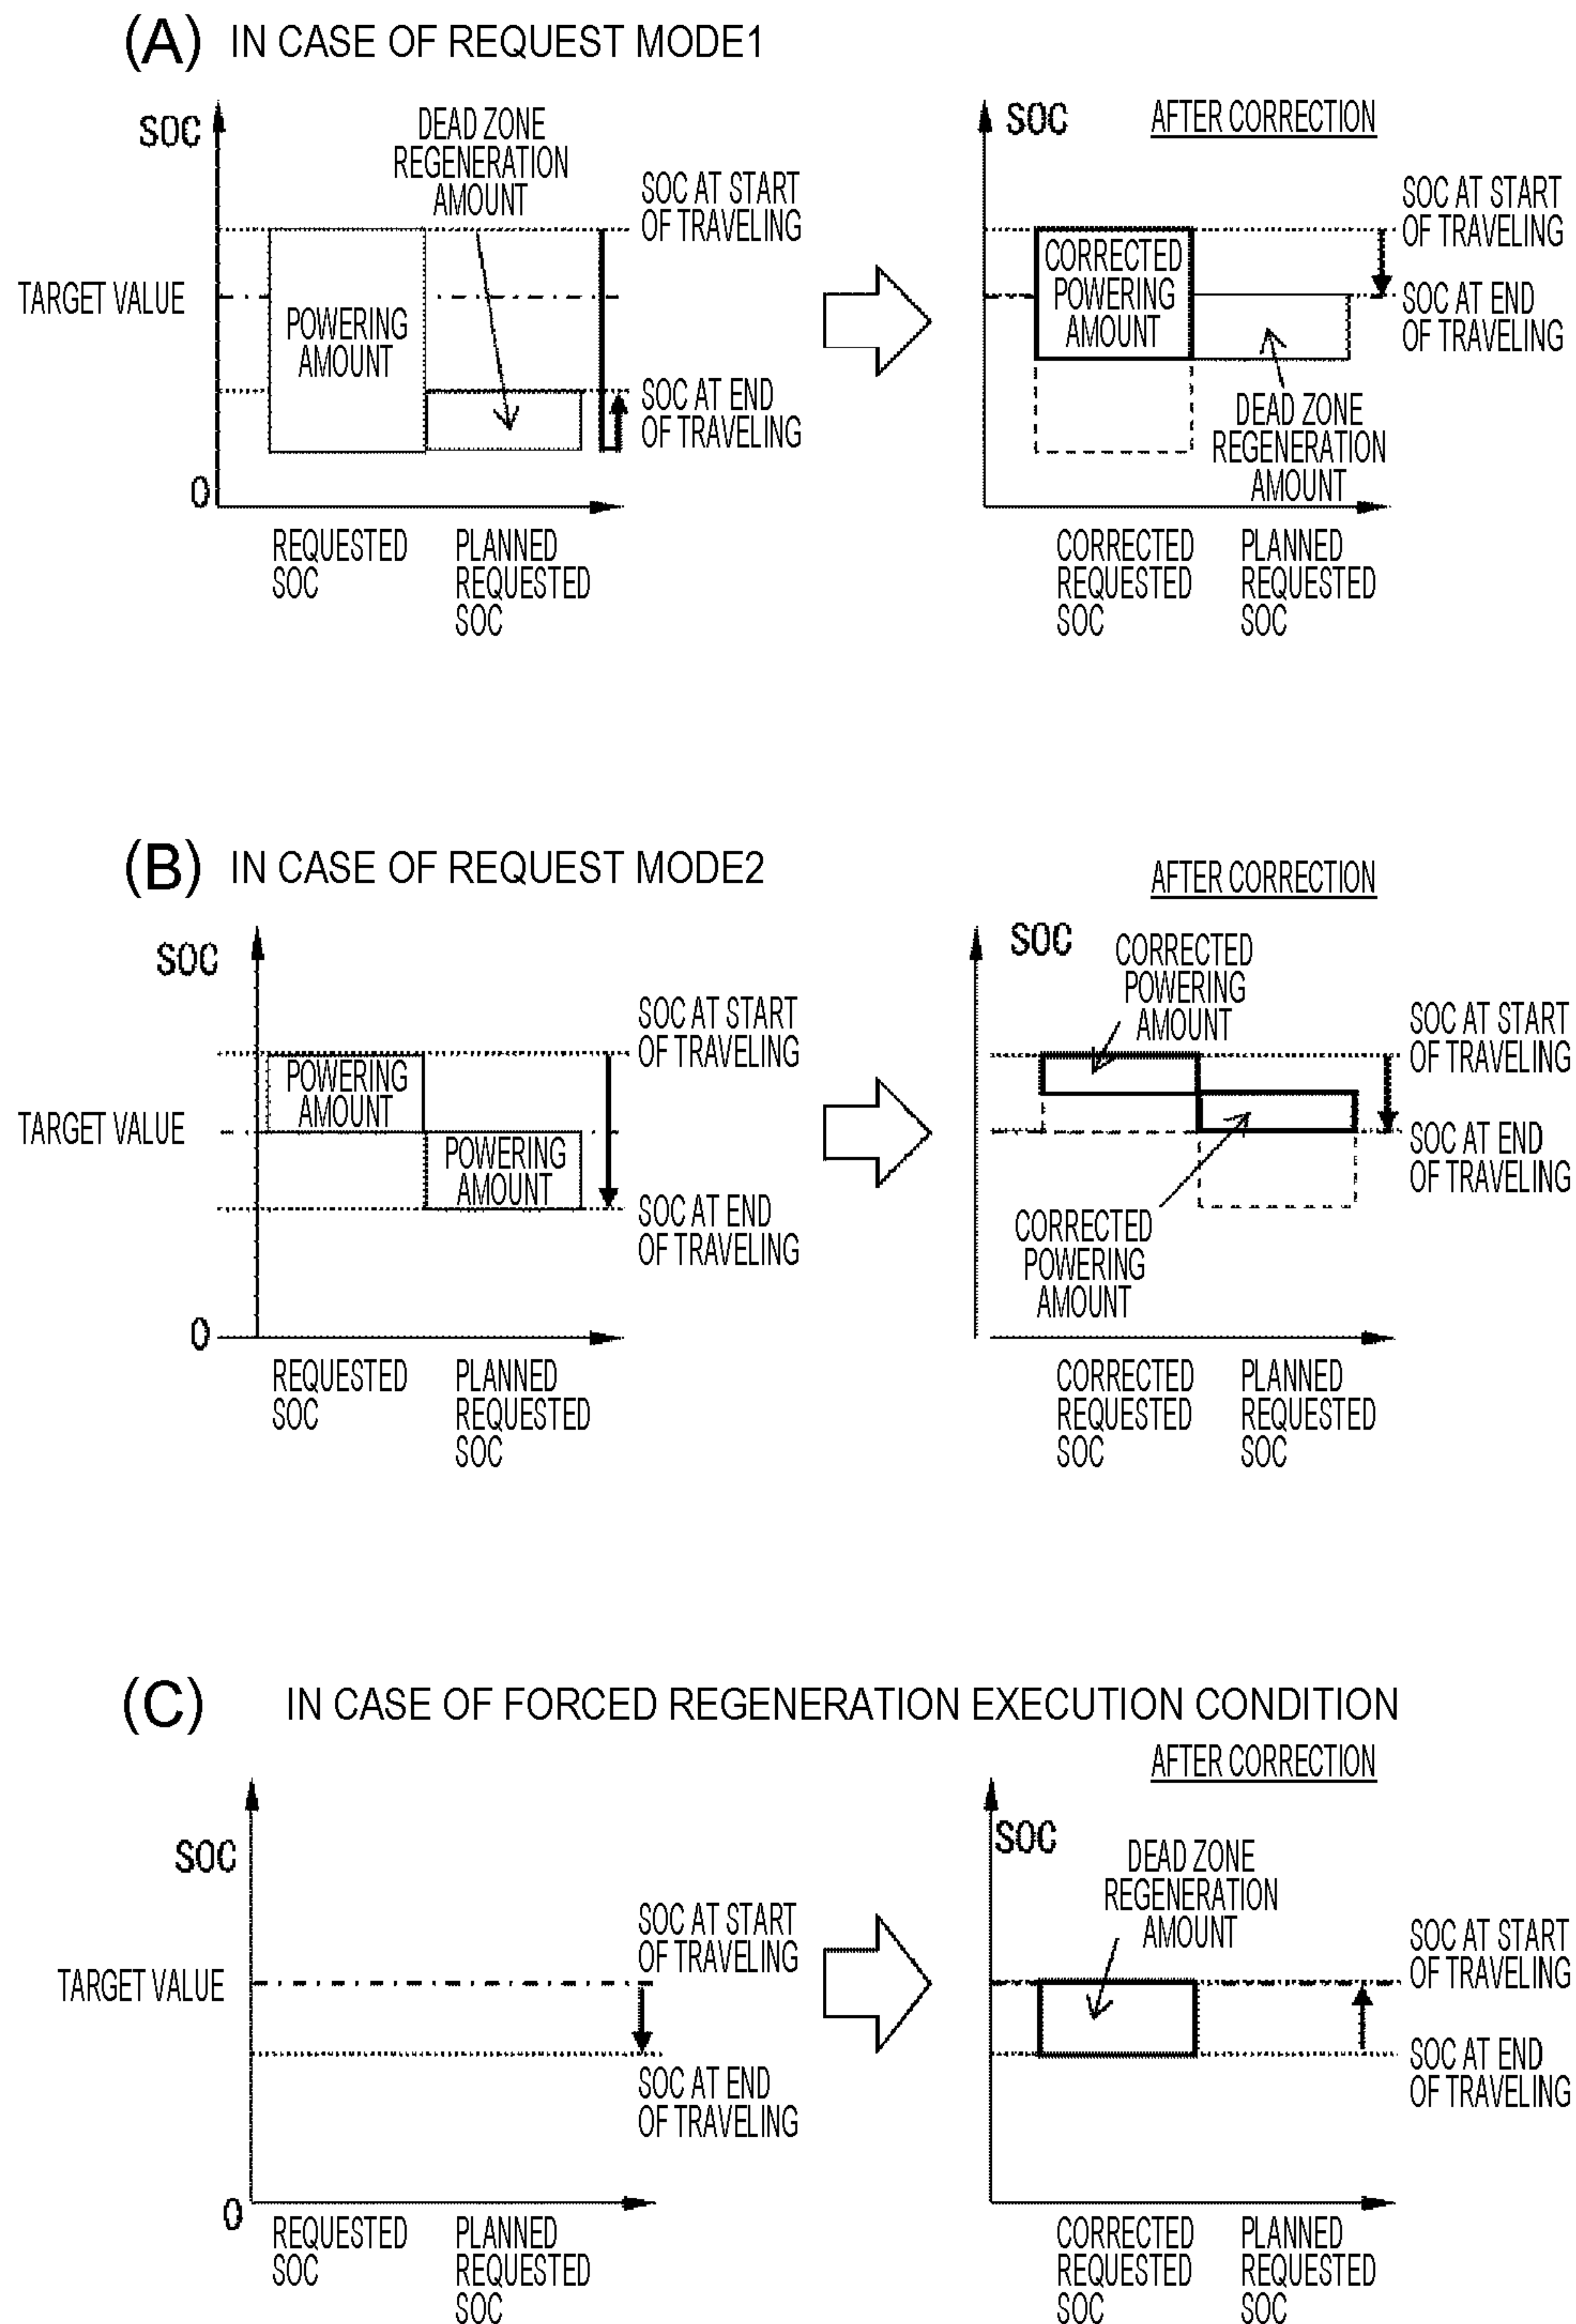 (A) IN CASE OF REQUEST MODE1
SOC
DEAD ZONE
REGENERATION
AMOUNT
SOC AT START
OF TRAVELING
TARGET VALUE
POWERING
AMOUNT
SOC AT END
OF TRAVELING
0
REQUESTED
SOC
PLANNED
REQUESTED
SOC
SOC
AFTER CORRECTION
SOC AT START
OF TRAVELING
CORRECTED
POWERING
AMOUNT
SOC AT END
OF TRAVELING
DEAD ZONE
REGENERATION
AMOUNT
CORRECTED
REQUESTED
SOC
PLANNED
REQUESTED
SOC
(B) IN CASE OF REQUEST MODE2
SOC
SOC AT START
OF TRAVELING
POWERING
AMOUNT
TARGET VALUE
POWERING
AMOUNT
SOC AT END
OF TRAVELING
0
REQUESTED
SOC
PLANNED
REQUESTED
SOC
AFTER CORRECTION
SOC
CORRECTED
POWERING
AMOUNT
SOC AT START
OF TRAVELING
SOC AT END
OF TRAVELING
CORRECTED
POWERING
AMOUNT
CORRECTED
REQUESTED
SOC
PLANNED
REQUESTED
SOC
(C) IN CASE OF FORCED REGENERATION EXECUTION CONDITION
SOC
SOC AT START
OF TRAVELING
TARGET VALUE
SOC AT END
OF TRAVELING
0
REQUESTED
SOC
PLANNED
REQUESTED
SOC
AFTER CORRECTION
SOC
DEAD ZONE
REGENERATION
AMOUNT
SOC AT START
OF TRAVELING
SOC AT END
OF TRAVELING
CORRECTED
REQUESTED
SOC
PLANNED
REQUESTED
SOC